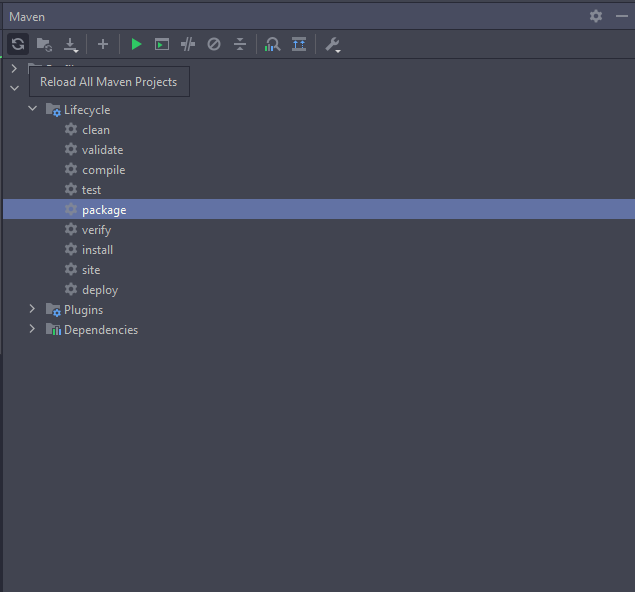 Maven
Reload All Maven Projects
Lifecycle
clean
validate
compile
test
package
verify
install
site
deploy
Plugins
Dependencies